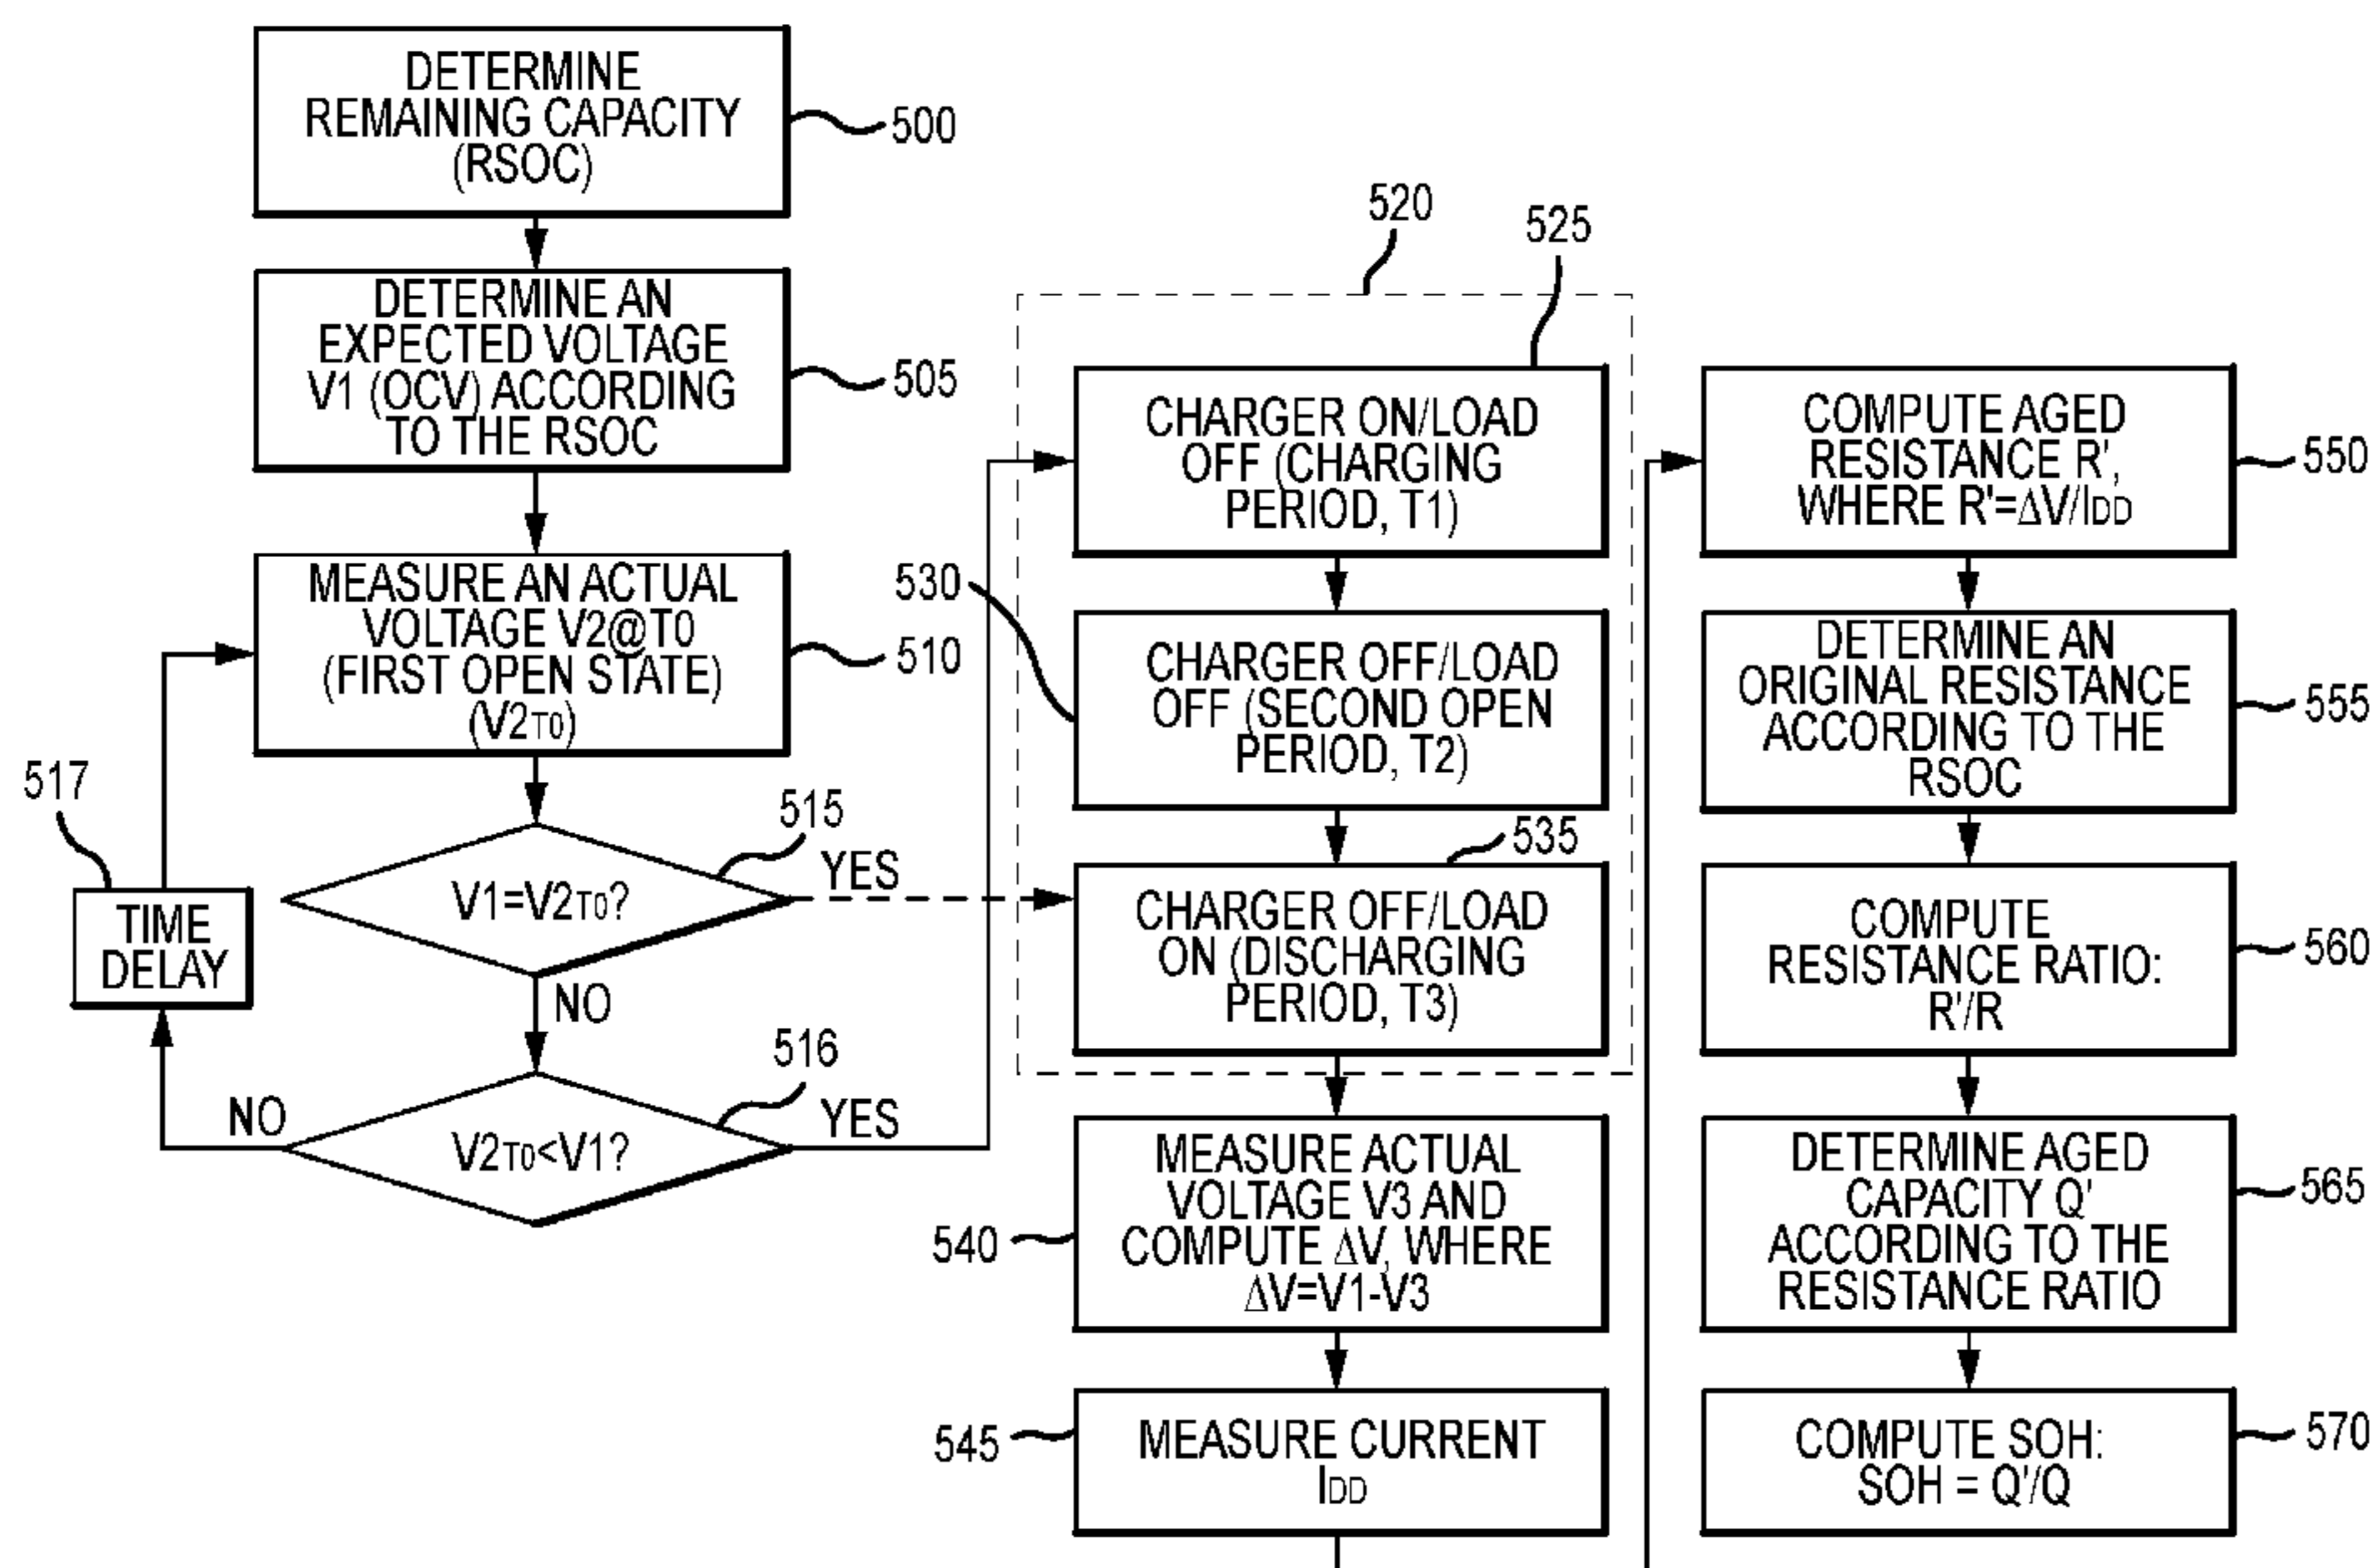 DETERMINE
REMAINING CAPACITY
(RSOC)
500
DETERMINE AN
EXPECTED VOLTAGE
V1 (OCV) ACCORDING
TO THE RSOC
505
MEASURE AN ACTUAL
VOLTAGE V2@T0
(FIRST OPEN STATE)
(V2T0)
510
517
TIME
DELAY
515
V1=V2T0?
YES
NO
516
V2T0<V1?
NO
YES
520
525
CHARGER ON/LOAD
OFF (CHARGING
PERIOD, T1)
530
CHARGER OFF/LOAD
OFF (SECOND OPEN
PERIOD, T2)
535
CHARGER OFF/LOAD
ON (DISCHARGING
PERIOD, T3)
MEASURE ACTUAL
VOLTAGE V3 AND
COMPUTE ΔV, WHERE
ΔV=V1-V3
540
545
MEASURE CURRENT
IDD
COMPUTE AGED
RESISTANCE R',
WHERE R'=ΔV/IDD
550
DETERMINE AN
ORIGINAL RESISTANCE
ACCORDING TO THE
RSOC
555
COMPUTE
RESISTANCE RATIO:
R'/R
560
DETERMINE AGED
CAPACITY Q'
ACCORDING TO THE
RESISTANCE RATIO
565
COMPUTE SOH:
SOH = Q'/Q
570